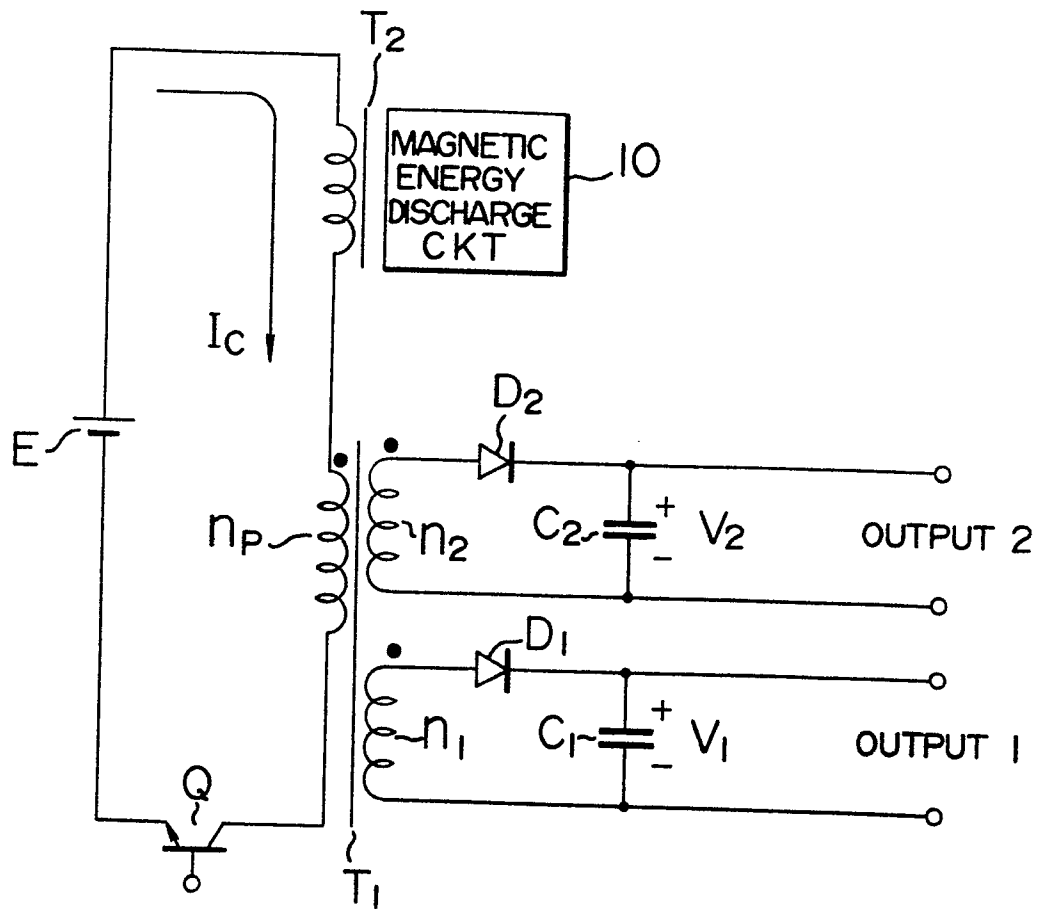 T2
MAGNETIC
ENERGY
DISCHARGE
CKT
10
IC
E
D2
nP
n2
C2
+
-
V2
OUTPUT 2
D1
n1
C1
+
-
V1
OUTPUT 1
Q
T1